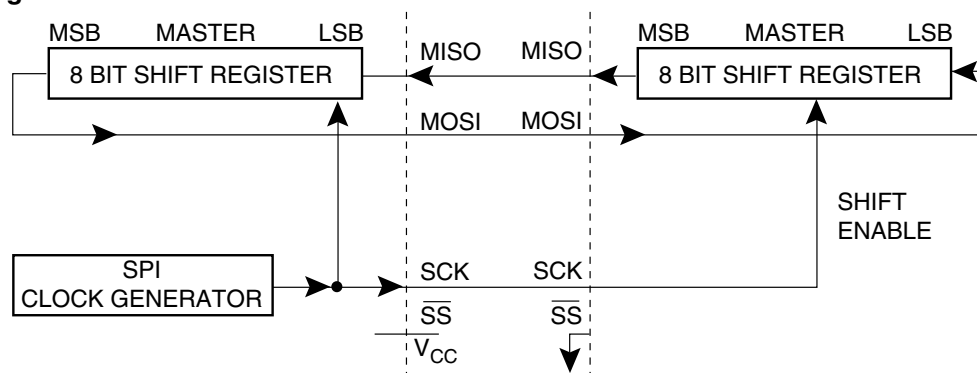 MSB MASTER LSB
8 BIT SHIFT REGISTER
MISO MISO
MSB MASTER LSB
8 BIT SHIFT REGISTER
MOSI MOSI
SHIFT
ENABLE
SPI
CLOCK GENERATOR
SCK SCK
SS SS
VCC